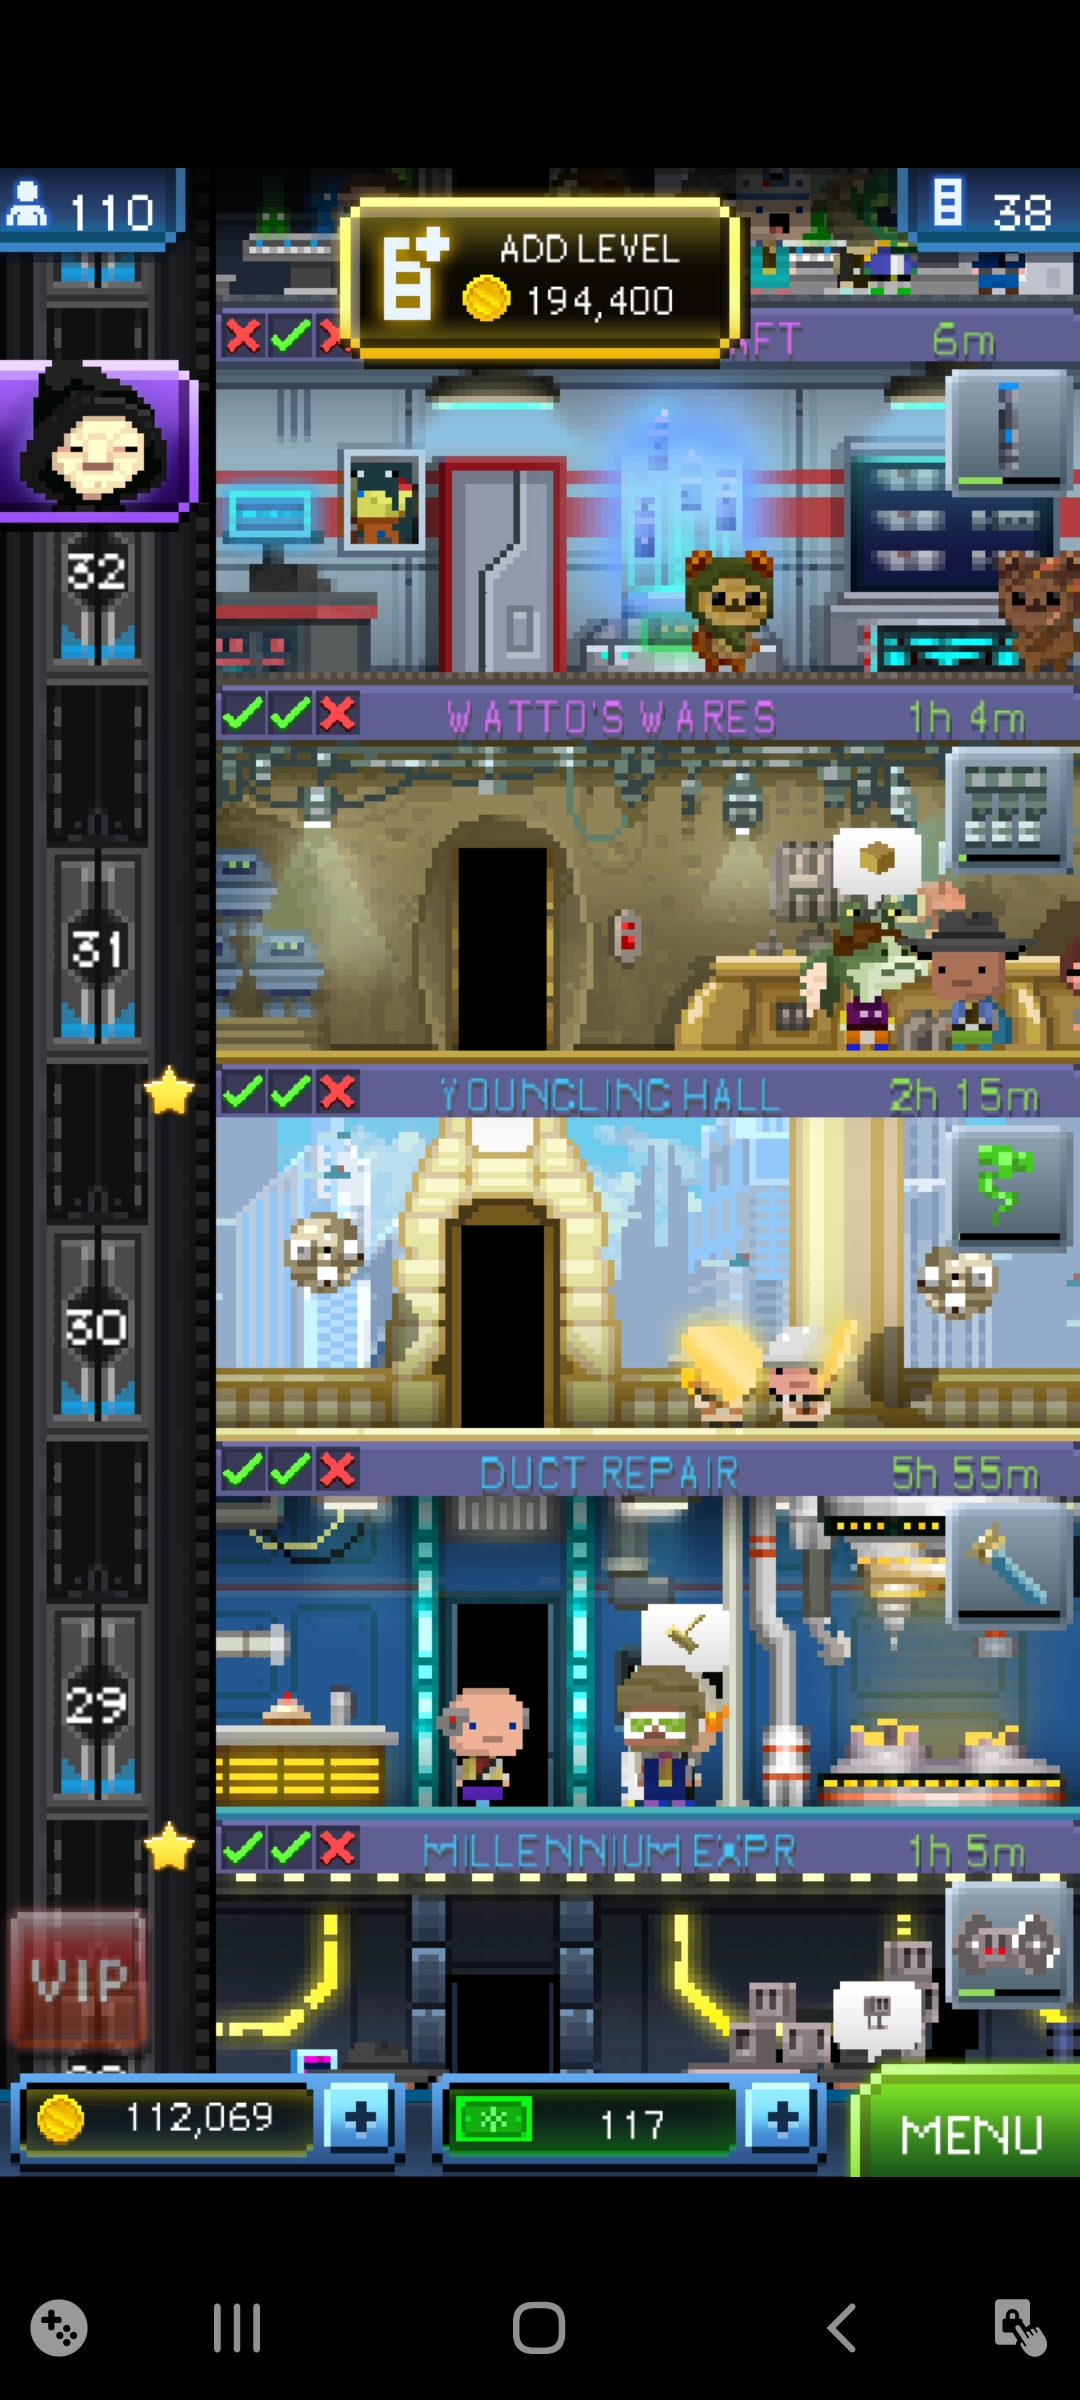 110
ADD LEVEL
194,400
38
6m
32
WATTO'S WARES
1h 4m
31
YOUNGLING HALL
2h 15m
30
DUCT REPAIR
5h 55m
29
MILLENNIUM EXPR
1h 5m
VIP
112,069
117
MENU